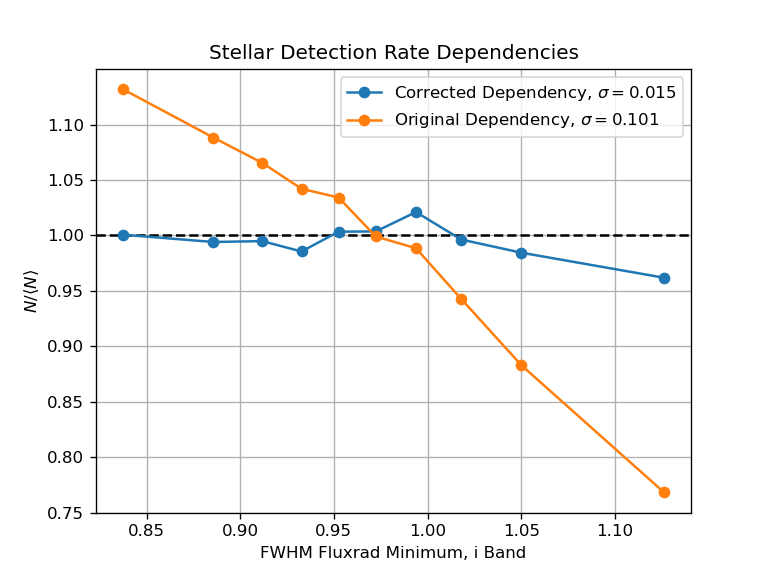 Stellar Detection Rate Dependencies
Corrected Dependency, σ = 0.015
Original Dependency, σ = 0.101
1.10
1.05
1.00
0.95
0.90
0.85
0.80
0.75
N/⟨N⟩
0.85 0.90 0.95 1.00 1.05 1.10
FWHM Fluxrad Minimum, i Band